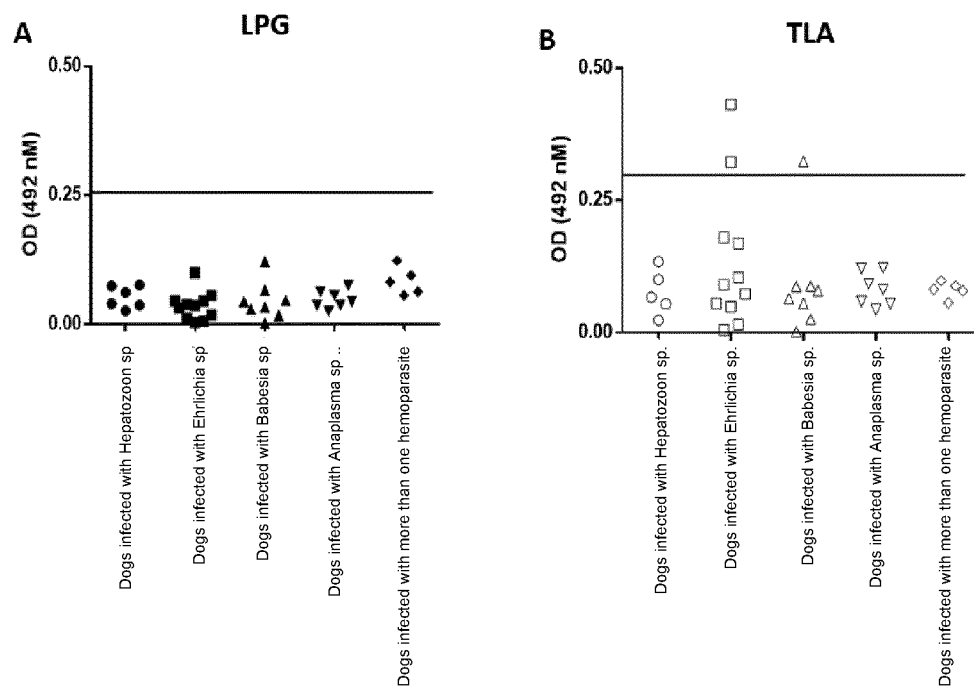 A
LPG
0.50
0.25
0.00
OD (492 nM)
Dogs infected with Hepatozoon sp
Dogs infected with Ehrlichia sp
Dogs infected with Babesia sp
Dogs infected with Anaplasma sp ..
Dogs infected with more than one hemoparasite
B
TLA
0.50
0.25
0.00
OD (492 nM)
Dogs infected with Hepatozoon sp.
Dogs infected with Ehrlichia sp.
Dogs infected with Babesia sp.
Dogs infected with Anaplasma sp.
Dogs infected with more than one hemoparasite